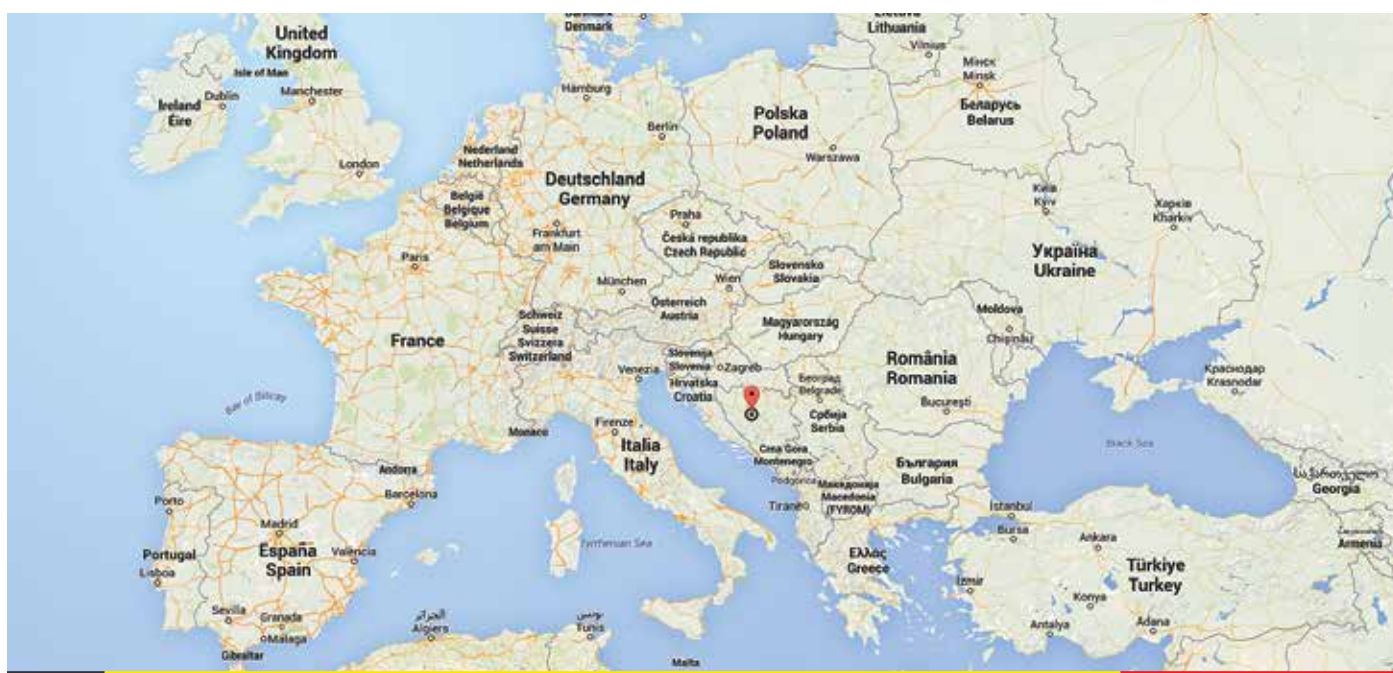 Danmark
Denmark
Lietuva
Lithuania
Vilnius
United
Kingdom
Isle of Man
Ireland
Éire
Dublin
Manchester
London
Hamburg
Berlin
Nederland
Netherlands
België
Belgique
Belgium
Deutschland
Germany
Frankfurt
am Main
Polska
Poland
Warszawa
Мінск
Minsk
Беларусь
Belarus
Київ
Kyiv
Харків
Kharkiv
Україна
Ukraine
Praha
Česká republika
Czech Republic
Slovensko
Slovakia
Paris
München
Wien
Österreich
Austria
Schweiz
Suisse
Svizzera
Switzerland
France
Magyarország
Hungary
Moldova
Chișinău
România
Romania
București
Краснодар
Krasnodar
Slovenija
Slovenia
Zagreb
Hrvatska
Croatia
Venezia
Београд
Belgrade
Србија
Serbia
Bay of Biscay
Monaco
Firenze
Italia
Italy
Crna Gora
Montenegro
Podgorica
България
Bulgaria
Black Sea
საქართველო
Georgia
Andorra
Barcelona
Porto
Madrid
España
Spain
Valencia
Portugal
Lisboa
Sevilla
Granada
Málaga
Gibraltar
Tyrrhenian Sea
Tiranë
Македонија
Macedonia
(FYROM)
Ελλάς
Greece
İstanbul
Bursa
Ankara
Türkiye
Turkey
İzmir
Konya
Antalya
Adana
Armenia
الجزائر
Algiers
تونس
Tunis
Malta